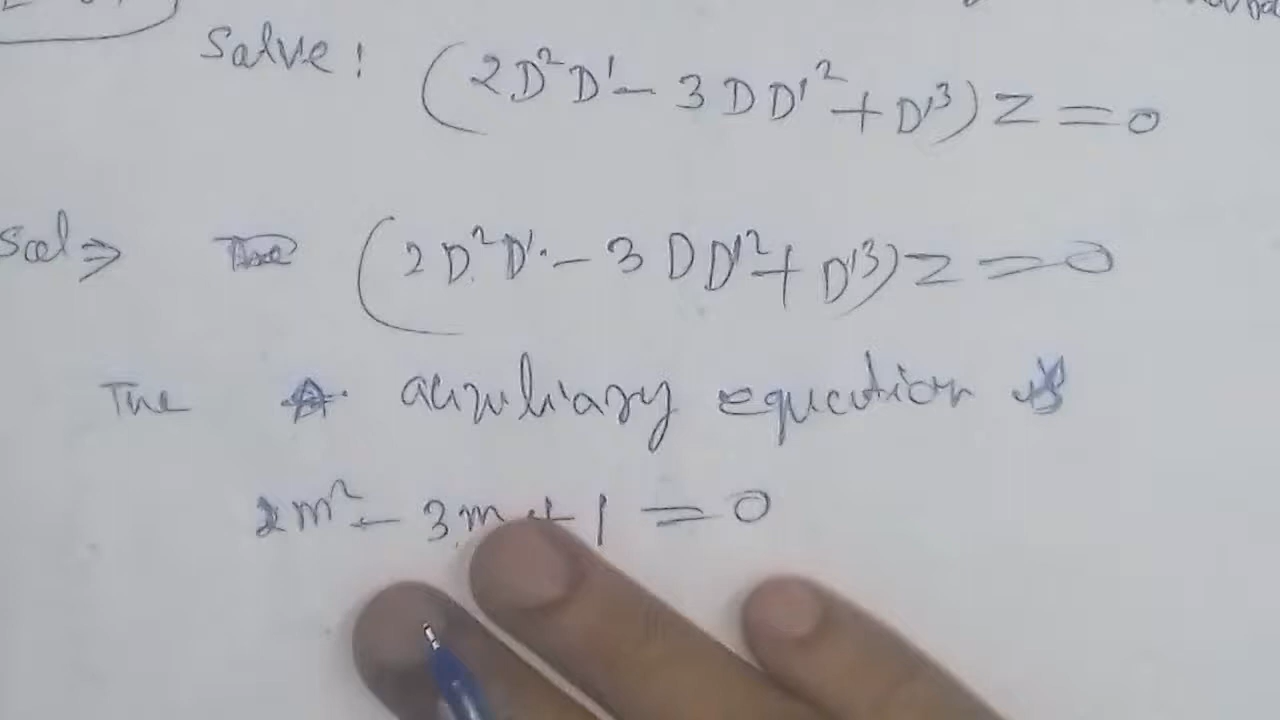 Solve: (2D²D' - 3DD'² + D'³)z = 0
Sol ⇒ (2D²D' - 3DD'² + D'³)z = 0
The auxiliary equation is
2m² - 3m + 1 = 0